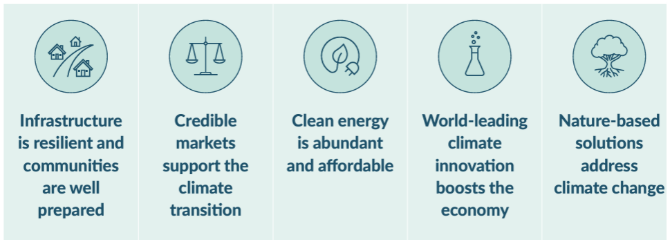 Infrastructure
is resilient and
communities
are well
prepared
Credible
markets
support the
climate
transition
Clean energy
is abundant
and affordable
World-leading
climate
innovation
boosts the
economy
Nature-based
solutions
address
climate change